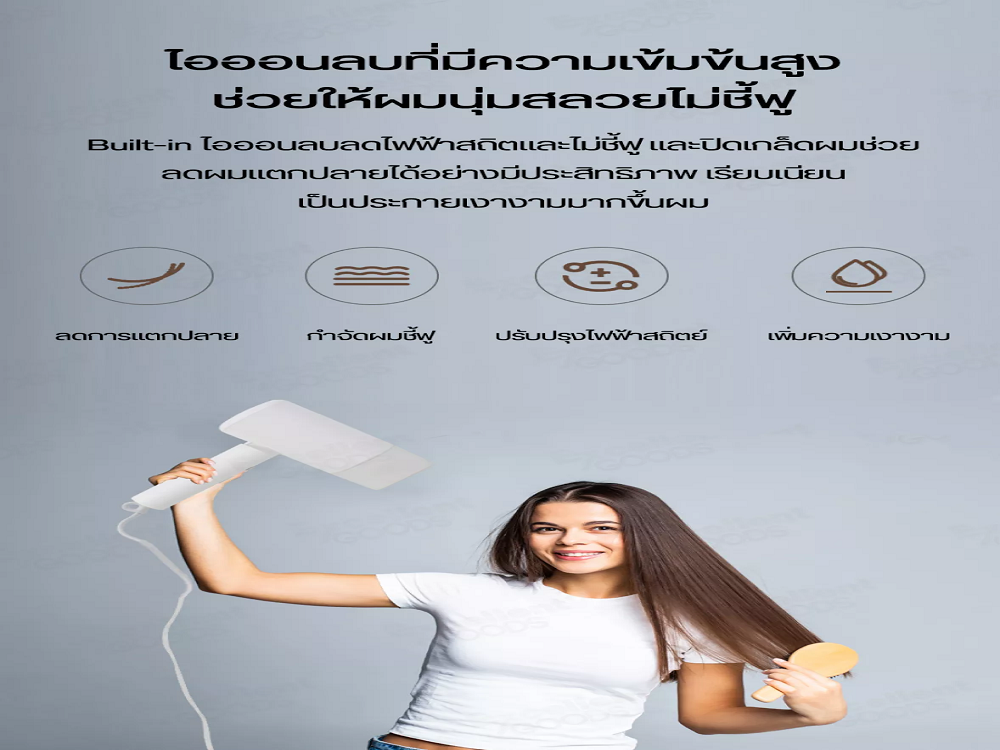 ไอออนลบที่มีความเข้มข้นสูง
ช่วยให้ผมนุ่มสลวยไม่ชี้ฟู
Built-in ไอออนลบลดไฟฟ้าสถิตและไม่ชี้ฟู และปิดเกล็ดผมช่วย
ลดผมแตกปลายได้อย่างมีประสิทธิภาพ เรียบเนียน
เป็นประกายเงางามมากขึ้นผม
ลดการแตกปลาย
กำจัดผมชี้ฟู
ปรับปรุงไฟฟ้าสถิตย์
เพิ่มความเงางาม